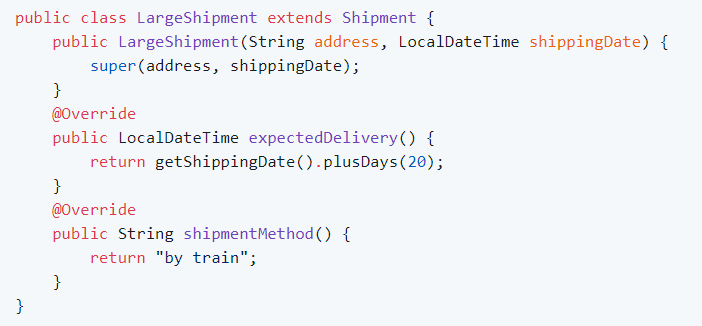 public class LargeShipment extends Shipment {
    public LargeShipment(String address, LocalDateTime shippingDate) {
        super(address, shippingDate);
    }
    @Override
    public LocalDateTime expectedDelivery() {
        return getShippingDate().plusDays(20);
    }
    @Override
    public String shipmentMethod() {
        return "by train";
    }
}